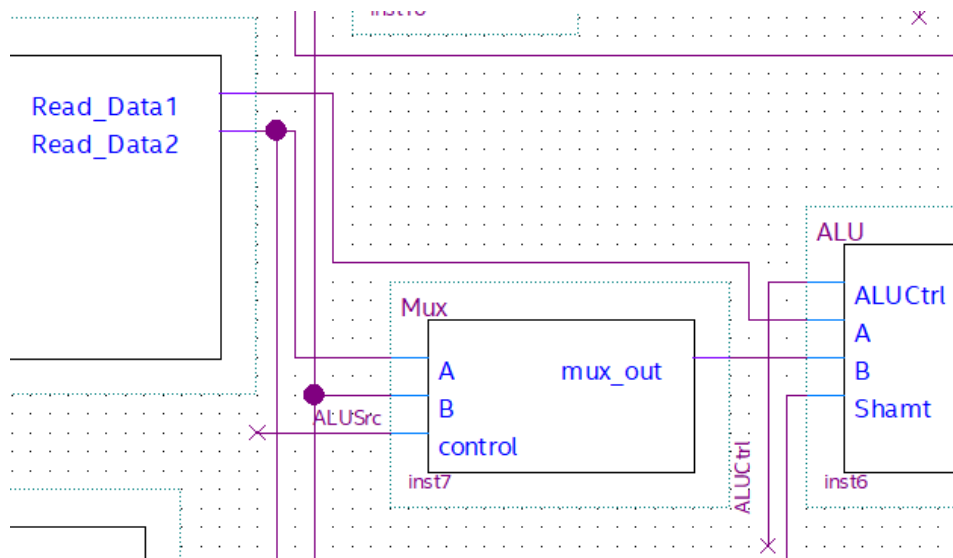 Read_Data1
Read_Data2
ALU
Mux
ALUCtrl
A
B
Shamt
A
B
control
mux_out
ALUSrc
ALUCtrl
inst7
inst6